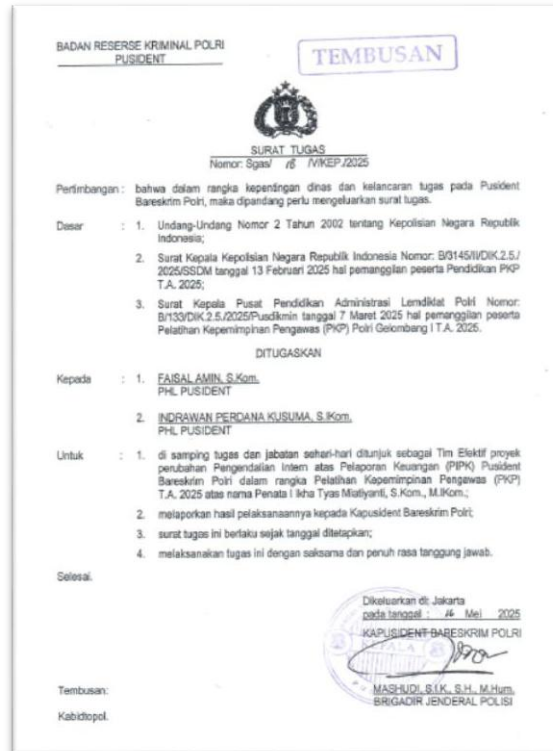 BADAN RESERSE KRIMINAL POLRI
PUSIDENT
TEMBUSAN
SURAT TUGAS
Nomor: Sgas/ 18 /V/KEP./2025
Pertimbangan : bahwa dalam rangka kepentingan dinas dan kelancaran tugas pada Pusident
Bareskrim Polri, maka dipandang perlu mengeluarkan surat tugas.
Dasar : 1. Undang-Undang Nomor 2 Tahun 2002 tentang Kepolisian Negara Republik
Indonesia;
2. Surat Kepala Kepolisian Negara Republik Indonesia Nomor: B/3145/II/DIK.2.5./
2025/SSDM tanggal 13 Februari 2025 hal pemanggilan peserta Pendidikan PKP
T.A. 2025;
3. Surat Kepala Pusat Pendidikan Administrasi Lemdiklat Polri Nomor:
B/133/DIK.2.5./2025/Pusdikmin tanggal 7 Maret 2025 hal pemanggilan peserta
Pelatihan Kepemimpinan Pengawas (PKP) Polri Gelombang I T.A. 2025.
DITUGASKAN
Kepada : 1. FAISAL AMIN, S.Kom.
PHL PUSIDENT
2. INDRAWAN PERDANA KUSUMA, S.IKom.
PHL PUSIDENT
Untuk : 1. di samping tugas dan jabatan sehari-hari ditunjuk sebagai Tim Efektif proyek
perubahan Pengendalian Intern atas Pelaporan Keuangan (PIPK) Pusident
Bareskrim Polri dalam rangka Pelatihan Kepemimpinan Pengawas (PKP)
T.A. 2025 atas nama Penata I Ikha Tyas Miatiyanti, S.Kom., M.IKom.;
2. melaporkan hasil pelaksanaannya kepada Kapusident Bareskrim Polri;
3. surat tugas ini berlaku sejak tanggal ditetapkan;
4. melaksanakan tugas ini dengan saksama dan penuh rasa tanggung jawab.
Selesai.
Dikeluarkan di: Jakarta
pada tanggal : 16 Mei 2025
KAPUSIDENT BARESKRIM POLRI
KEPALA
MASHUDI, S.I.K., S.H., M.Hum.
BRIGADIR JENDERAL POLISI
Tembusan:
Kabidtopol.